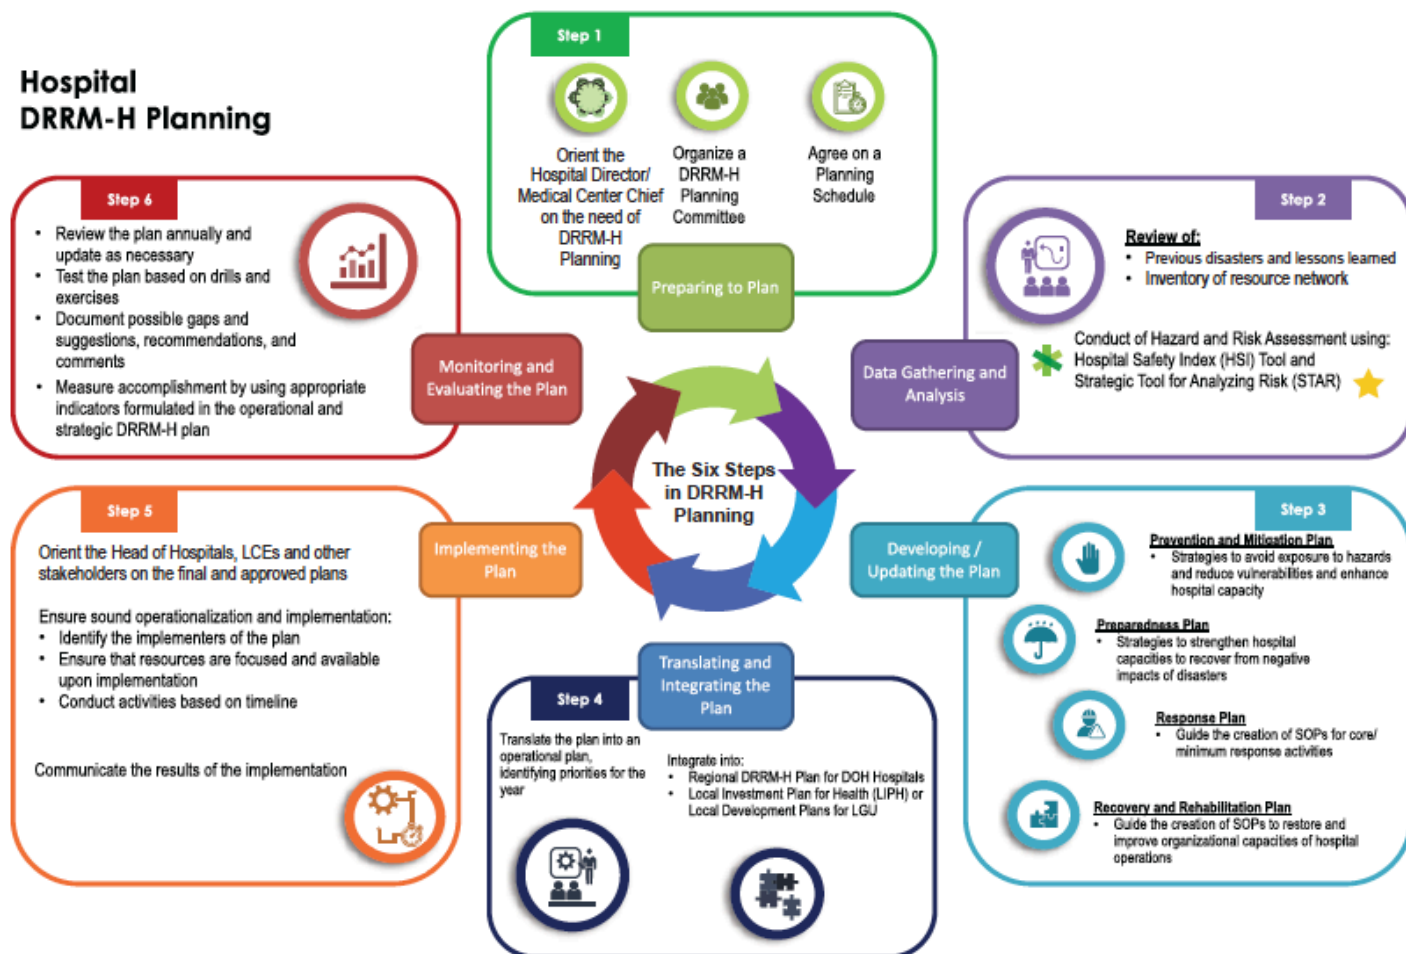 Hospital
DRRM-H Planning
Step 1
Orient the
Hospital Director/
Medical Center Chief
on the need of
DRRM-H
Planning
Organize a
DRRM-H
Planning
Committee
Agree on a
Planning
Schedule
Preparing to Plan
Step 2
Review of:
• Previous disasters and lessons learned
• Inventory of resource network
Conduct of Hazard and Risk Assessment using:
Hospital Safety Index (HSI) Tool and
Strategic Tool for Analyzing Risk (STAR)
Data Gathering and
Analysis
Step 3
Prevention and Mitigation Plan
• Strategies to avoid exposure to hazards
and reduce vulnerabilities and enhance
hospital capacity
Preparedness Plan
• Strategies to strengthen hospital
capacities to recover from negative
impacts of disasters
Response Plan
• Guide the creation of SOPs for core/
minimum response activities
Recovery and Rehabilitation Plan
• Guide the creation of SOPs to restore and
improve organizational capacities of hospital
operations
Developing /
Updating the Plan
Step 4
Translating and
Integrating the
Plan
Translate the plan into an
operational plan,
identifying priorities for the
year
Integrate into:
• Regional DRRM-H Plan for DOH Hospitals
• Local Investment Plan for Health (LIPH) or
Local Development Plans for LGU
Step 5
Orient the Head of Hospitals, LCEs and other
stakeholders on the final and approved plans
Ensure sound operationalization and implementation:
• Identify the implementers of the plan
• Ensure that resources are focused and available
upon implementation
• Conduct activities based on timeline
Communicate the results of the implementation
Implementing the
Plan
Step 6
• Review the plan annually and
update as necessary
• Test the plan based on drills and
exercises
• Document possible gaps and
suggestions, recommendations, and
comments
• Measure accomplishment by using appropriate
indicators formulated in the operational and
strategic DRRM-H plan
Monitoring and
Evaluating the Plan
The Six Steps
in DRRM-H
Planning